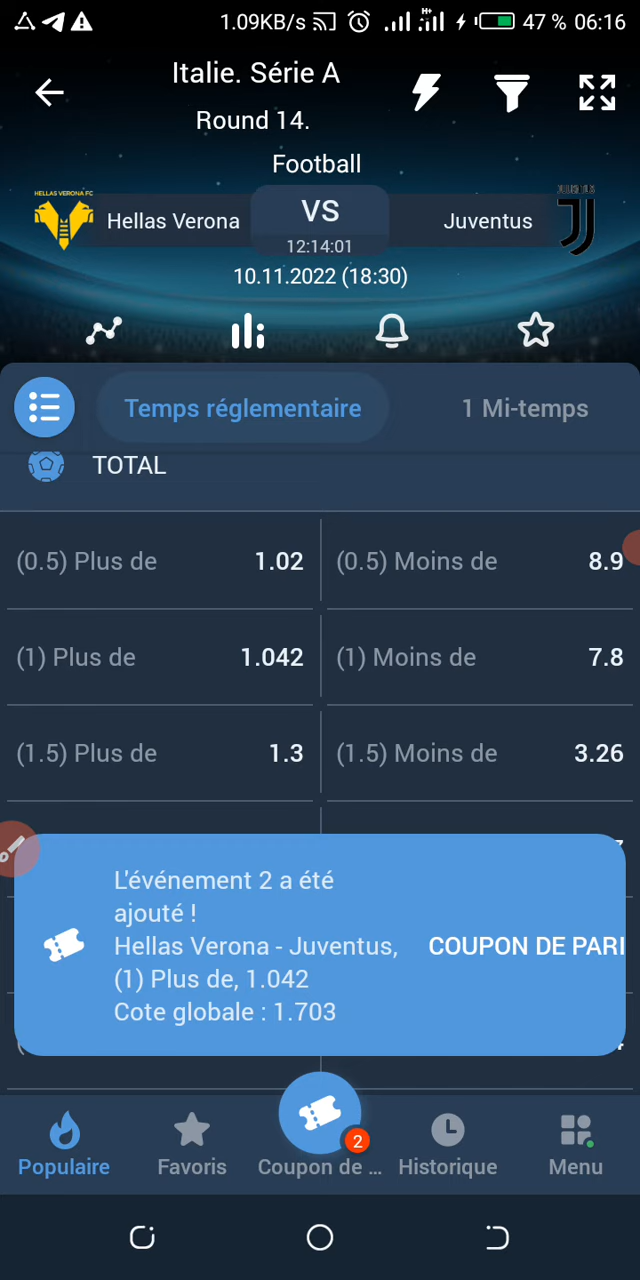 1.09KB/s H+ 47 % 06:16
Italie. Série A
Round 14.
Football
HELLAS VERONA FC
Hellas Verona
VS
Juventus
JUVENTUS
12:14:01
10.11.2022 (18:30)
Temps réglementaire
1 Mi-temps
TOTAL
(0.5) Plus de 1.02 (0.5) Moins de 8.9
(1) Plus de 1.042 (1) Moins de 7.8
(1.5) Plus de 1.3 (1.5) Moins de 3.26
L'événement 2 a été
ajouté !
Hellas Verona - Juventus,
(1) Plus de, 1.042
Cote globale : 1.703
COUPON DE PARI
2
Populaire Favoris Coupon de ... Historique Menu